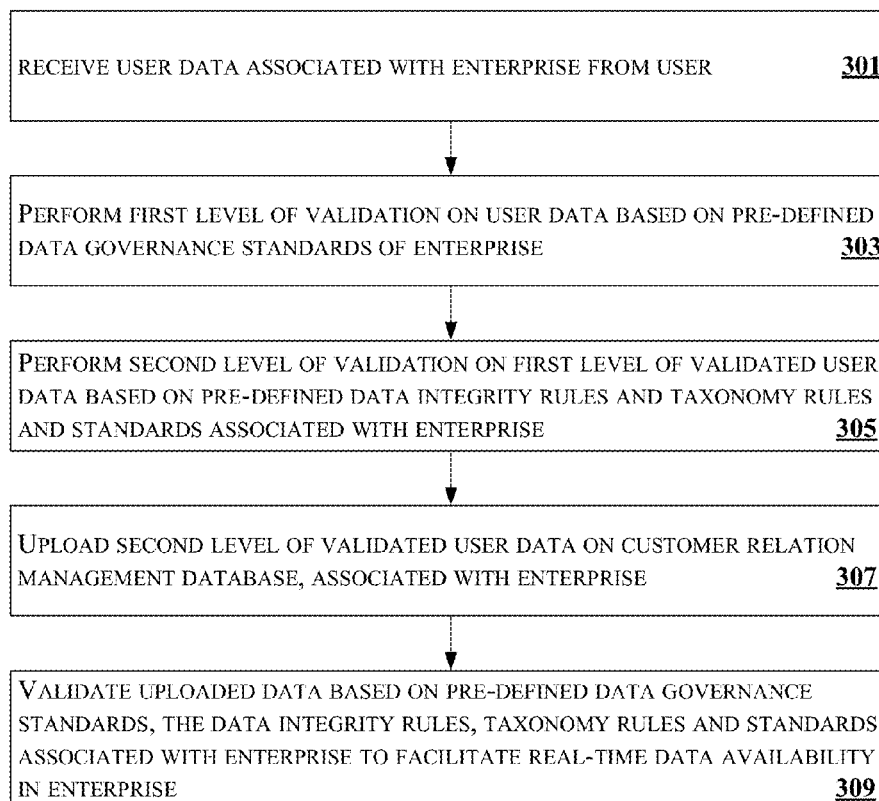 RECEIVE USER DATA ASSOCIATED WITH ENTERPRISE FROM USER 301
PERFORM FIRST LEVEL OF VALIDATION ON USER DATA BASED ON PRE-DEFINED
DATA GOVERNANCE STANDARDS OF ENTERPRISE 303
PERFORM SECOND LEVEL OF VALIDATION ON FIRST LEVEL OF VALIDATED USER
DATA BASED ON PRE-DEFINED DATA INTEGRITY RULES AND TAXONOMY RULES
AND STANDARDS ASSOCIATED WITH ENTERPRISE 305
UPLOAD SECOND LEVEL OF VALIDATED USER DATA ON CUSTOMER RELATION
MANAGEMENT DATABASE, ASSOCIATED WITH ENTERPRISE 307
VALIDATE UPLOADED DATA BASED ON PRE-DEFINED DATA GOVERNANCE
STANDARDS, THE DATA INTEGRITY RULES, TAXONOMY RULES AND STANDARDS
ASSOCIATED WITH ENTERPRISE TO FACILITATE REAL-TIME DATA AVAILABILITY
IN ENTERPRISE 309